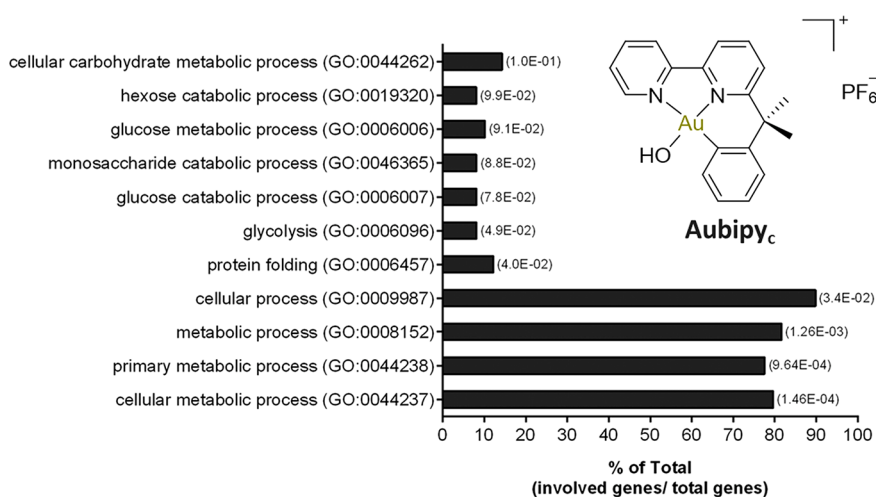 cellular carbohydrate metabolic process (GO:0044262) (1.0E-01)
hexose catabolic process (GO:0019320) (9.9E-02)
glucose metabolic process (GO:0006006) (9.1E-02)
monosaccharide catabolic process (GO:0046365) (8.8E-02)
glucose catabolic process (GO:0006007) (7.8E-02)
glycolysis (GO:0006096) (4.9E-02)
protein folding (GO:0006457) (4.0E-02)
cellular process (GO:0009987) (3.4E-02)
metabolic process (GO:0008152) (1.26E-03)
primary metabolic process (GO:0044238) (9.64E-04)
cellular metabolic process (GO:0044237) (1.46E-04)
0 10 20 30 40 50 60 70 80 90 100
% of Total
(involved genes/ total genes)
+
PF6−
N N
Au
HO
Aubipyc